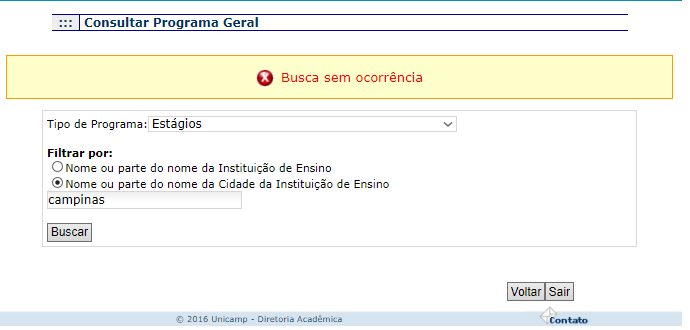 ::: Consultar Programa Geral
Busca sem ocorrência
Tipo de Programa: Estágios
Filtrar por:
Nome ou parte do nome da Instituição de Ensino
Nome ou parte do nome da Cidade da Instituição de Ensino
campinas
Buscar
Voltar Sair
© 2016 Unicamp - Diretoria Acadêmica Contato